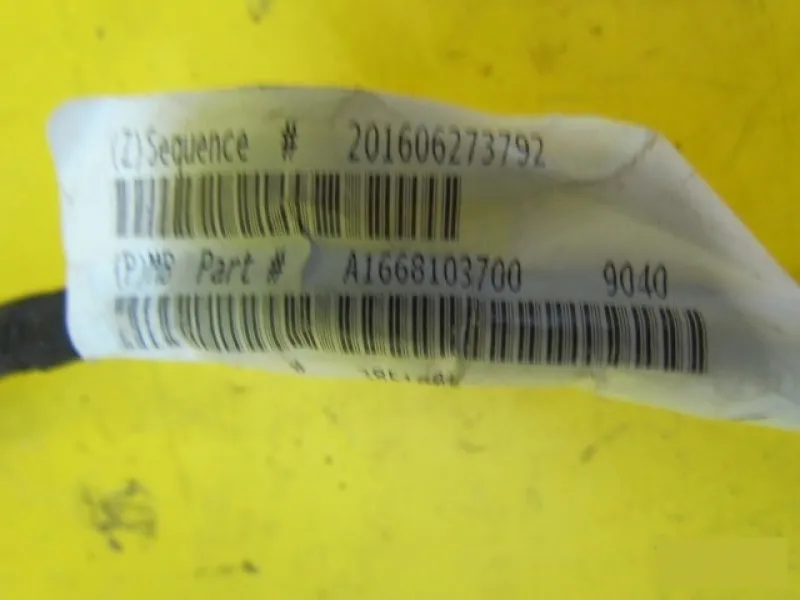 (Z)Sequence # 201606273792
(P)MB Part # A1668103700 9040